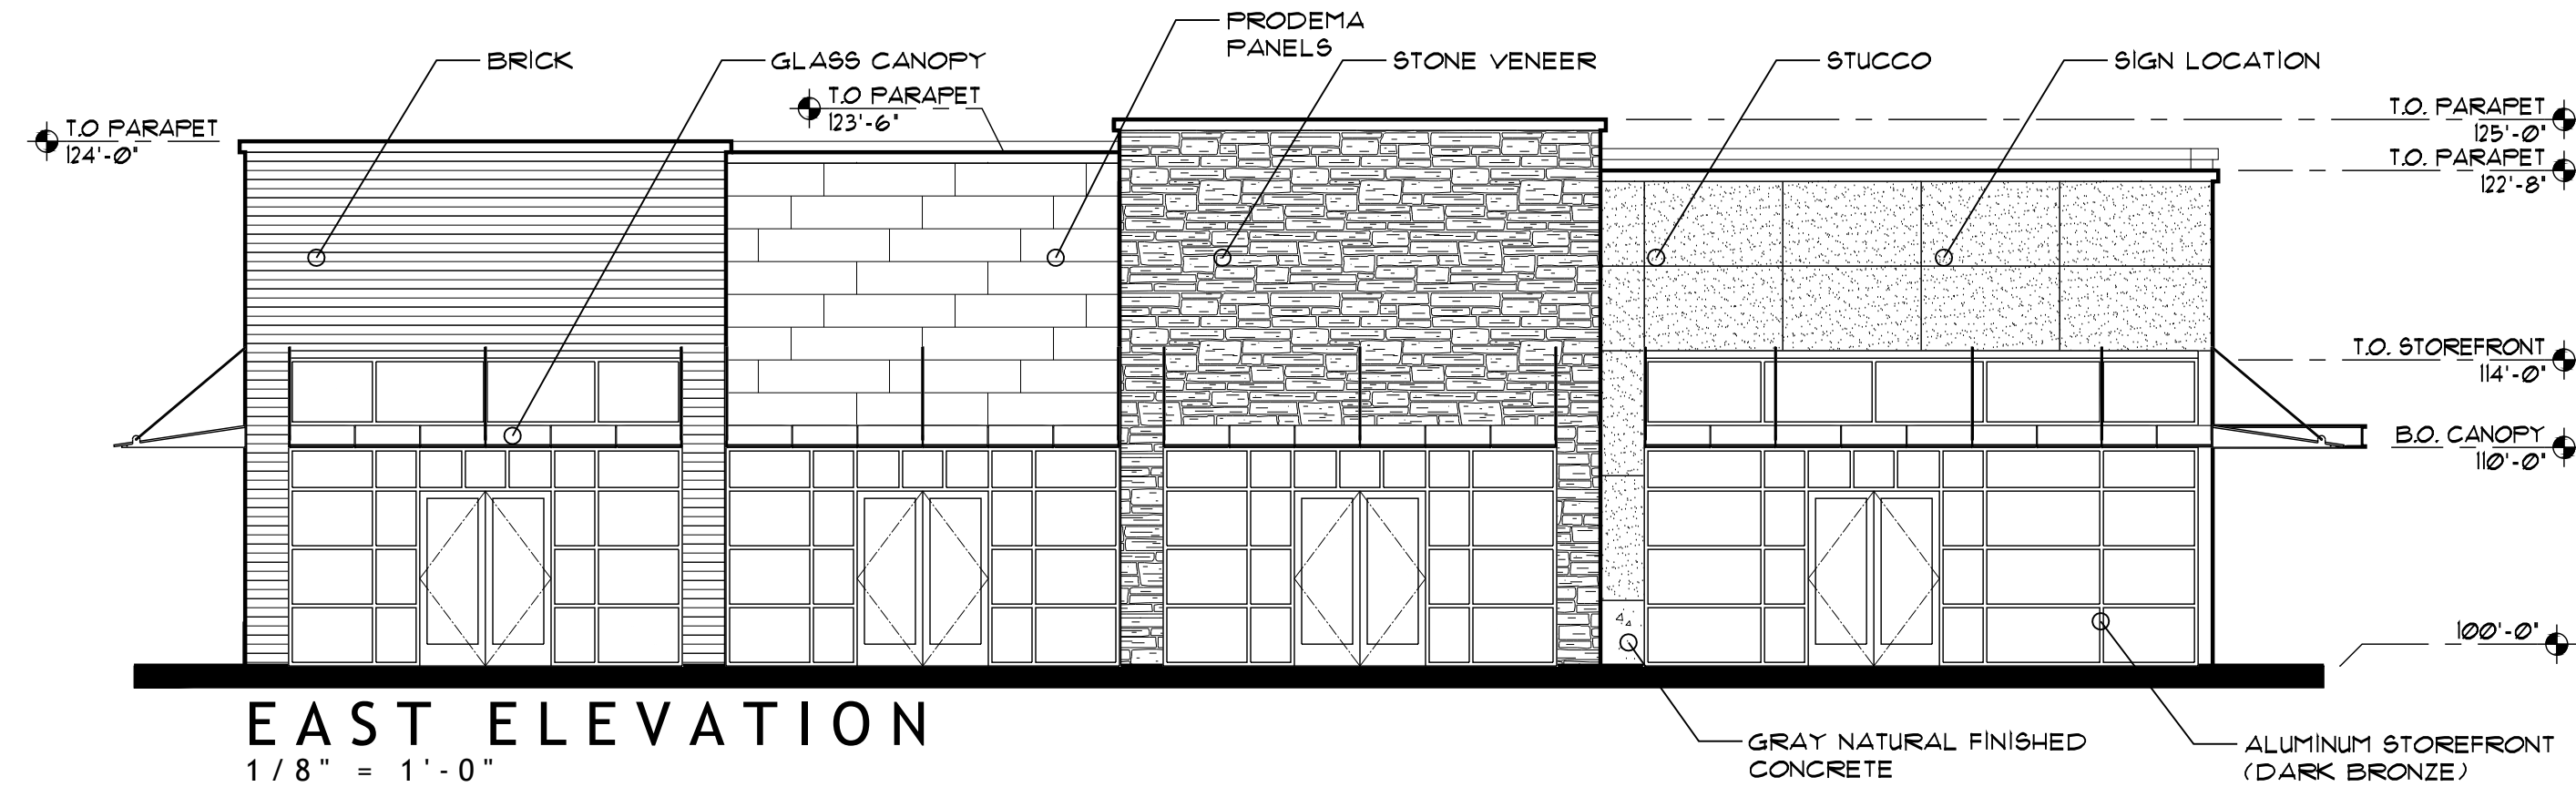 PRODEMA
PANELS
BRICK
GLASS CANOPY
STONE VENEER
STUCCO
SIGN LOCATION
T.O PARAPET
123'-6"
T.O PARAPET
124'-0"
T.O. PARAPET
125'-0"
T.O. PARAPET
122'-8"
T.O. STOREFRONT
114'-0"
B.O. CANOPY
110'-0"
100'-0"
EAST ELEVATION
1/8" = 1'-0"
GRAY NATURAL FINISHED
CONCRETE
ALUMINUM STOREFRONT
(DARK BRONZE)